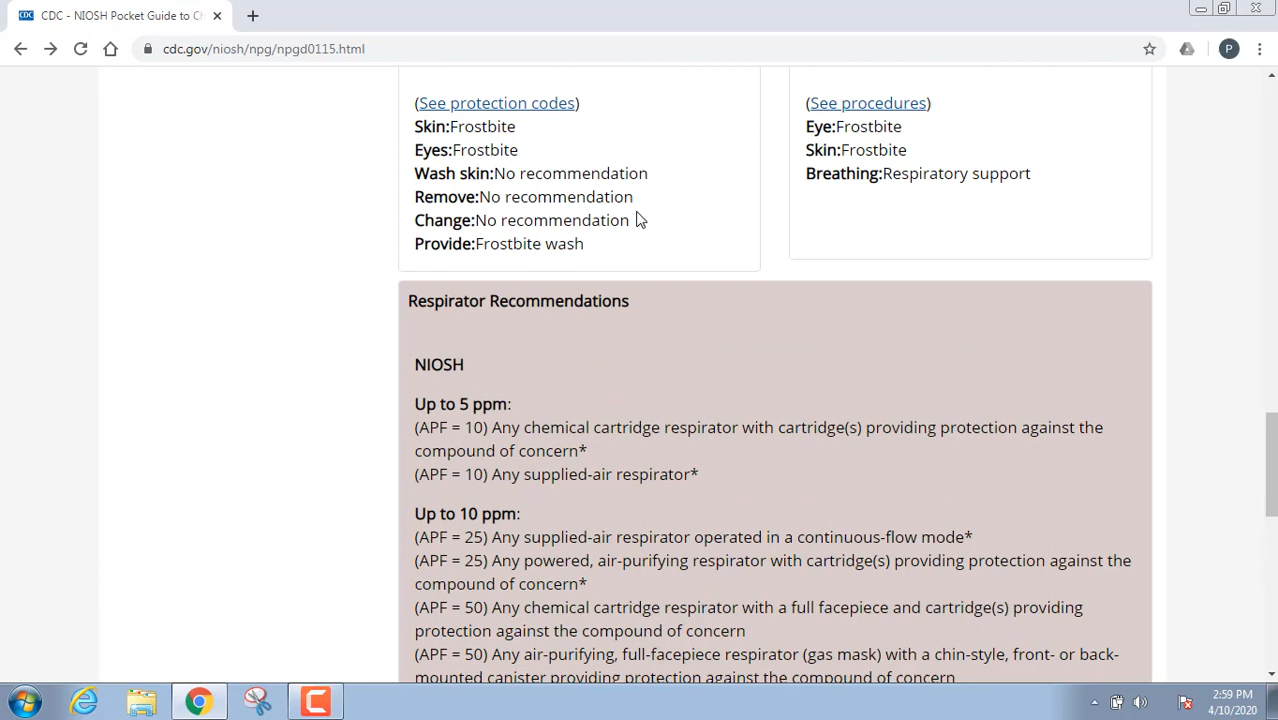 CDC - NIOSH Pocket Guide to Ch
cdc.gov/niosh/npg/npgd0115.html
P
(See protection codes)
Skin:Frostbite
Eyes:Frostbite
Wash skin:No recommendation
Remove:No recommendation
Change:No recommendation
Provide:Frostbite wash
(See procedures)
Eye:Frostbite
Skin:Frostbite
Breathing:Respiratory support
Respirator Recommendations
NIOSH
Up to 5 ppm:
(APF = 10) Any chemical cartridge respirator with cartridge(s) providing protection against the
compound of concern*
(APF = 10) Any supplied-air respirator*
Up to 10 ppm:
(APF = 25) Any supplied-air respirator operated in a continuous-flow mode*
(APF = 25) Any powered, air-purifying respirator with cartridge(s) providing protection against the
compound of concern*
(APF = 50) Any chemical cartridge respirator with a full facepiece and cartridge(s) providing
protection against the compound of concern
(APF = 50) Any air-purifying, full-facepiece respirator (gas mask) with a chin-style, front- or back-
mounted canister providing protection against the compound of concern
2:59 PM
4/10/2020